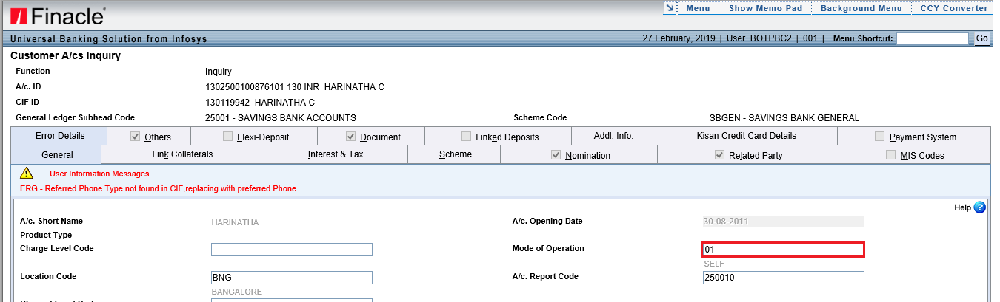 Finacle®
Menu Show Memo Pad Background Menu CCY Converter
Universal Banking Solution from Infosys 27 February, 2019 | User BOTPBC2 | 001 | Menu Shortcut: Go
Customer A/cs Inquiry
Function Inquiry
A/c. ID 1302500100876101 130 INR HARINATHA C
CIF ID 130119942 HARINATHA C
General Ledger Subhead Code 25001 - SAVINGS BANK ACCOUNTS Scheme Code SBGEN - SAVINGS BANK GENERAL
Error Details Others Flexi-Deposit Document Linked Deposits Addl. Info. Kisan Credit Card Details Payment System
General Link Collaterals Interest & Tax Scheme Nomination Related Party MIS Codes
User Information Messages
ERG - Referred Phone Type not found in CIF,replacing with preferred Phone
Help ?
A/c. Short Name HARINATHA A/c. Opening Date 30-08-2011
Product Type
Charge Level Code Mode of Operation 01
SELF
Location Code BNG A/c. Report Code 250010
BANGALORE